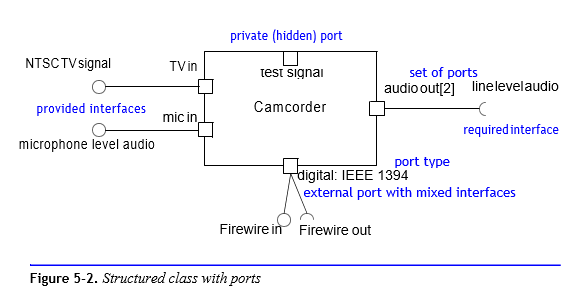 private (hidden) port
NTSC TV signal
TV in
test signal
set of ports
audio out[2]
line level audio
provided interfaces
mic in
Camcorder
microphone level audio
required interface
port type
digital: IEEE 1394
external port with mixed interfaces
Firewire in
Firewire out
Figure 5-2. Structured class with ports